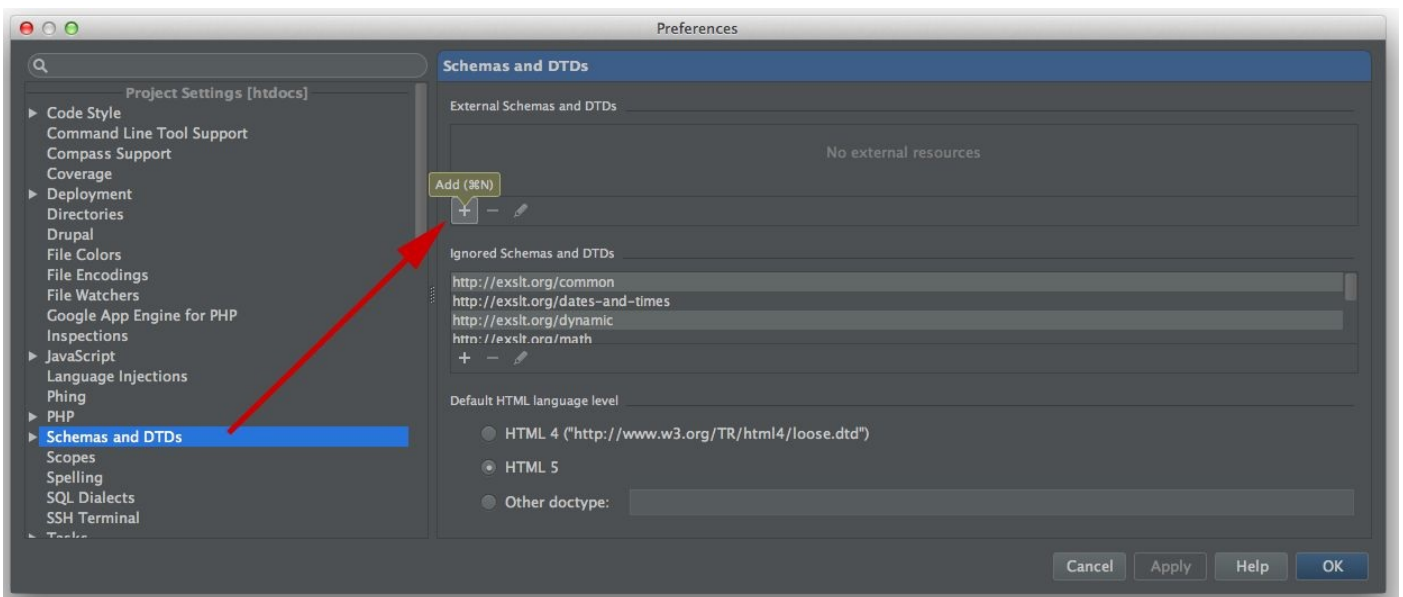 Preferences
Project Settings [htdocs]
Code Style
Command Line Tool Support
Compass Support
Coverage
Deployment
Directories
Drupal
File Colors
File Encodings
File Watchers
Google App Engine for PHP
Inspections
JavaScript
Language Injections
Phing
PHP
Schemas and DTDs
Scopes
Spelling
SQL Dialects
SSH Terminal
Tasks
Schemas and DTDs
External Schemas and DTDs
No external resources
Add (⌘N)
Ignored Schemas and DTDs
http://exslt.org/common
http://exslt.org/dates-and-times
http://exslt.org/dynamic
http://exslt.org/math
Default HTML language level
HTML 4 ("http://www.w3.org/TR/html4/loose.dtd")
HTML 5
Other doctype:
Cancel Apply Help OK